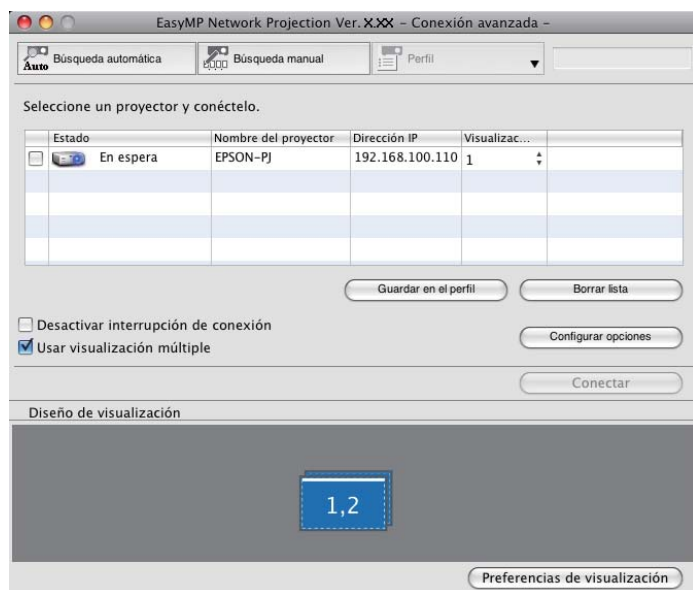 EasyMP Network Projection Ver. X.XX – Conexión avanzada –
Auto Búsqueda automática Búsqueda manual Perfil
Seleccione un proyector y conéctelo.
Estado Nombre del proyector Dirección IP Visualizac...
En espera EPSON-PJ 192.168.100.110 1
Guardar en el perfil Borrar lista
Desactivar interrupción de conexión
Configurar opciones
Usar visualización múltiple
Conectar
Diseño de visualización
1,2
Preferencias de visualización